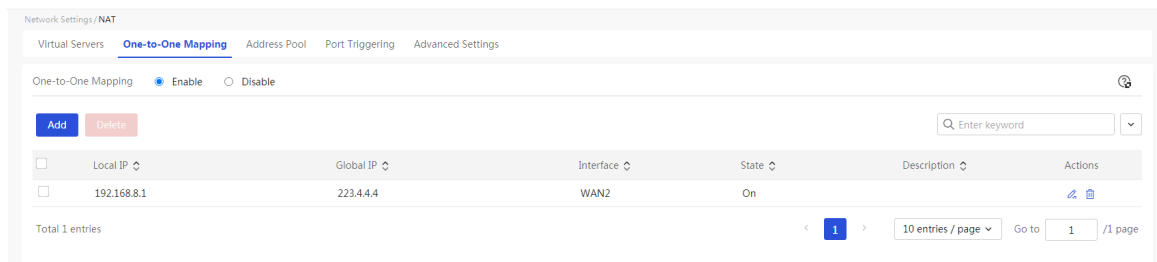 Network Settings / NAT
Virtual Servers One-to-One Mapping Address Pool Port Triggering Advanced Settings
One-to-One Mapping Enable Disable
Add Delete Enter keyword
Local IP Global IP Interface State Description Actions
192.168.8.1 223.4.4.4 WAN2 On
Total 1 entries 1 10 entries / page Go to 1 /1 page